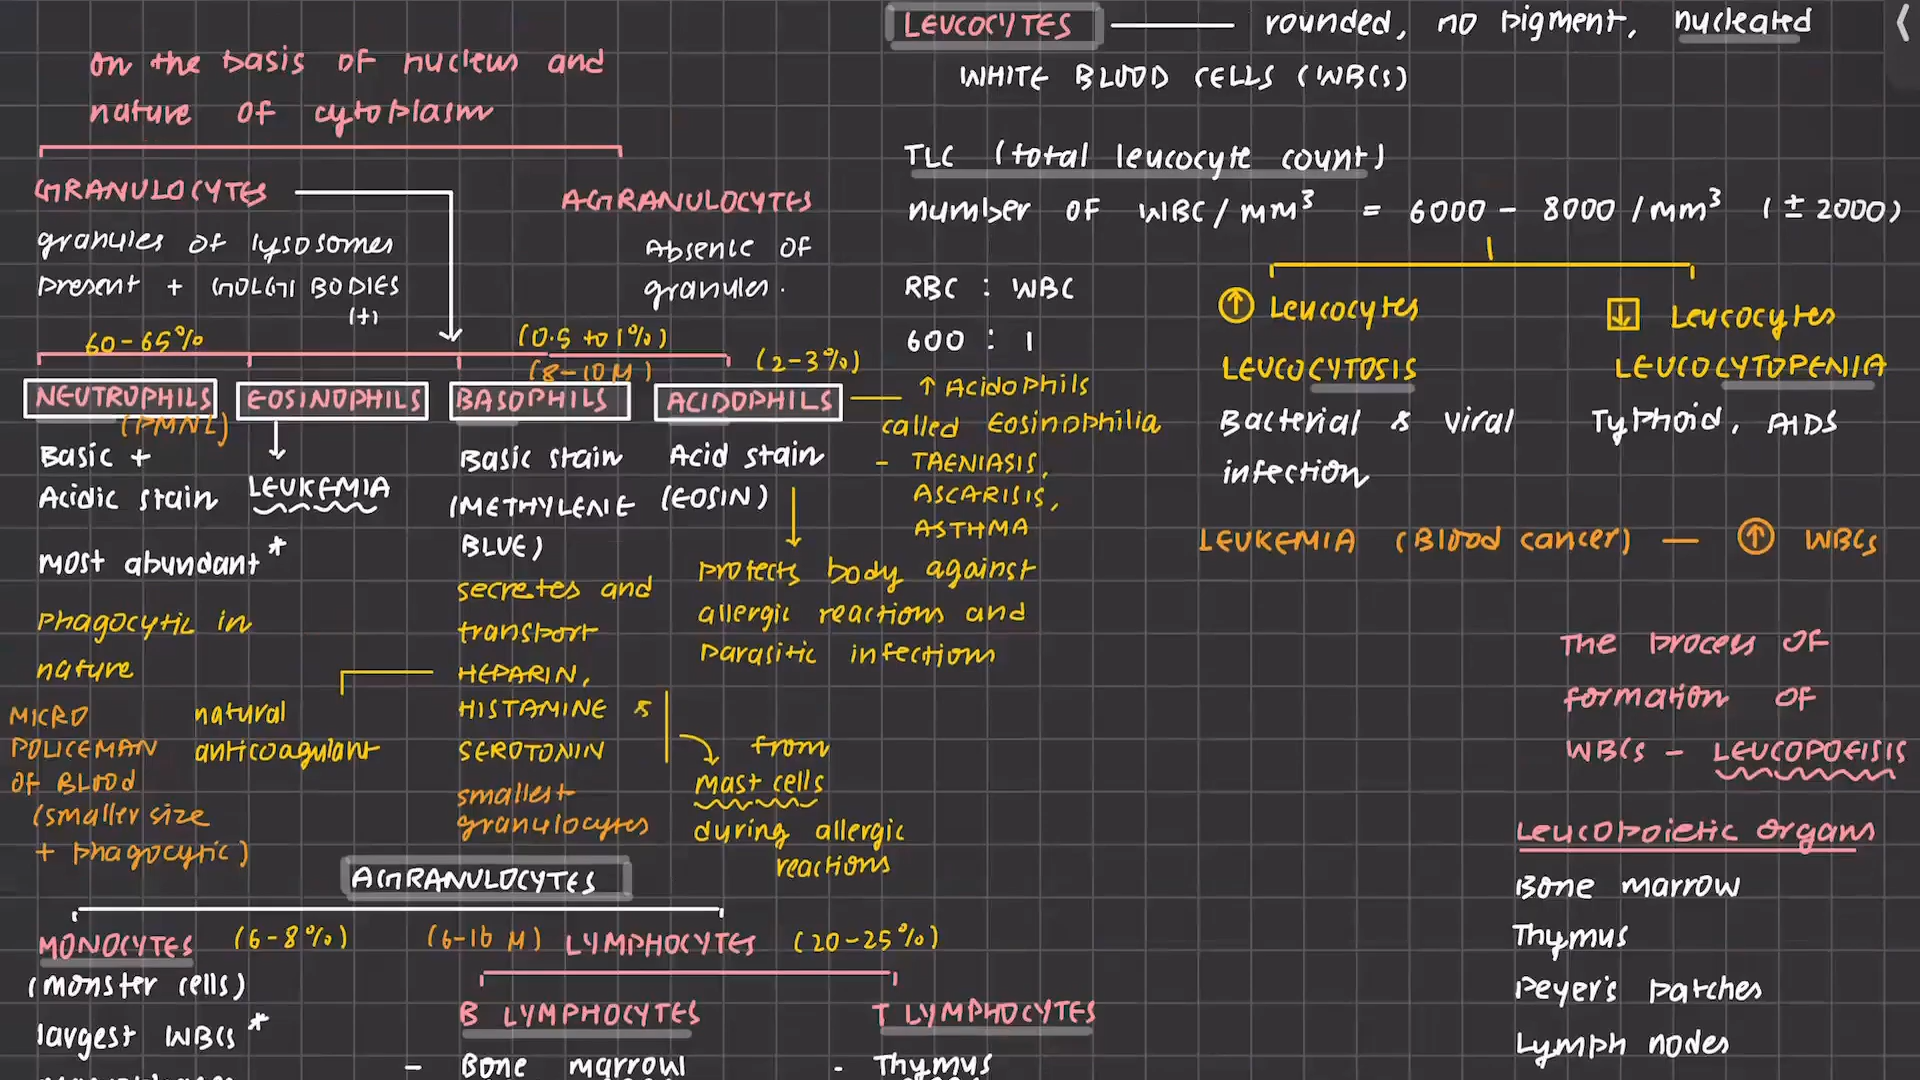 LEUCOCYTES — rounded, no pigment, nucleated
WHITE BLOOD CELLS (WBCs)
on the basis of nucleus and
nature of cytoplasm
TLC (total leucocyte count)
number of WBC/mm³ = 6000 - 8000/mm³ (± 2000)
GRANULOCYTES
granules of lysosomes
present + GOLGI BODIES
(+)
AGRANULOCYTES
Absence of
granules.
RBC : WBC
600 : 1
↑ Leucocytes
LEUCOCYTOSIS
Bacterial & viral
infection
↓ Leucocytes
LEUCOCYTOPENIA
Typhoid, AIDS
LEUKEMIA (Blood cancer) — ↑ WBCs
60-65%
NEUTROPHILS
(PMNL)
Basic +
Acidic stain
most abundant*
phagocytic in
nature
MICRO
POLICEMAN
OF BLOOD
(smaller size
+ phagocytic)
EOSINOPHILS
LEUKEMIA
(0.5 to 1%)
(8-10 M)
BASOPHILS
Basic stain
(METHYLENE
BLUE)
secretes and
transport
HEPARIN,
HISTAMINE &
SEROTONIN
smallest
granulocytes
natural
anticoagulant
from
mast cells
during allergic
reactions
(2-3%)
ACIDOPHILS
Acid stain
(EOSIN)
protects body against
allergic reactions and
parasitic infections
↑ Acidophils
called Eosinophilia
- TAENIASIS,
ASCARISIS,
ASTHMA
The process of
formation of
WBCs - LEUCOPOEISIS
Leucopoietic organs
Bone marrow
Thymus
Peyer's patches
Lymph nodes
AGRANULOCYTES
MONOCYTES (6-8%)
(monster cells)
largest WBCs*
(6-16 M) LYMPHOCYTES (20-25%)
B LYMPHOCYTES
- Bone marrow
T LYMPHOCYTES
- Thymus